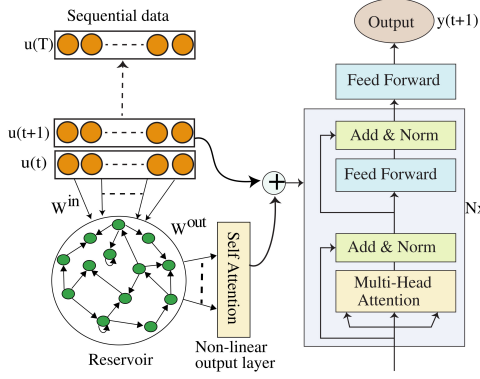 Sequential data
u(T)
u(t+1)
u(t)
W^in
W^out
Self Attention
Reservoir
Non-linear
output layer
Output
y(t+1)
Feed Forward
Add & Norm
Feed Forward
Nx
Add & Norm
Multi-Head
Attention